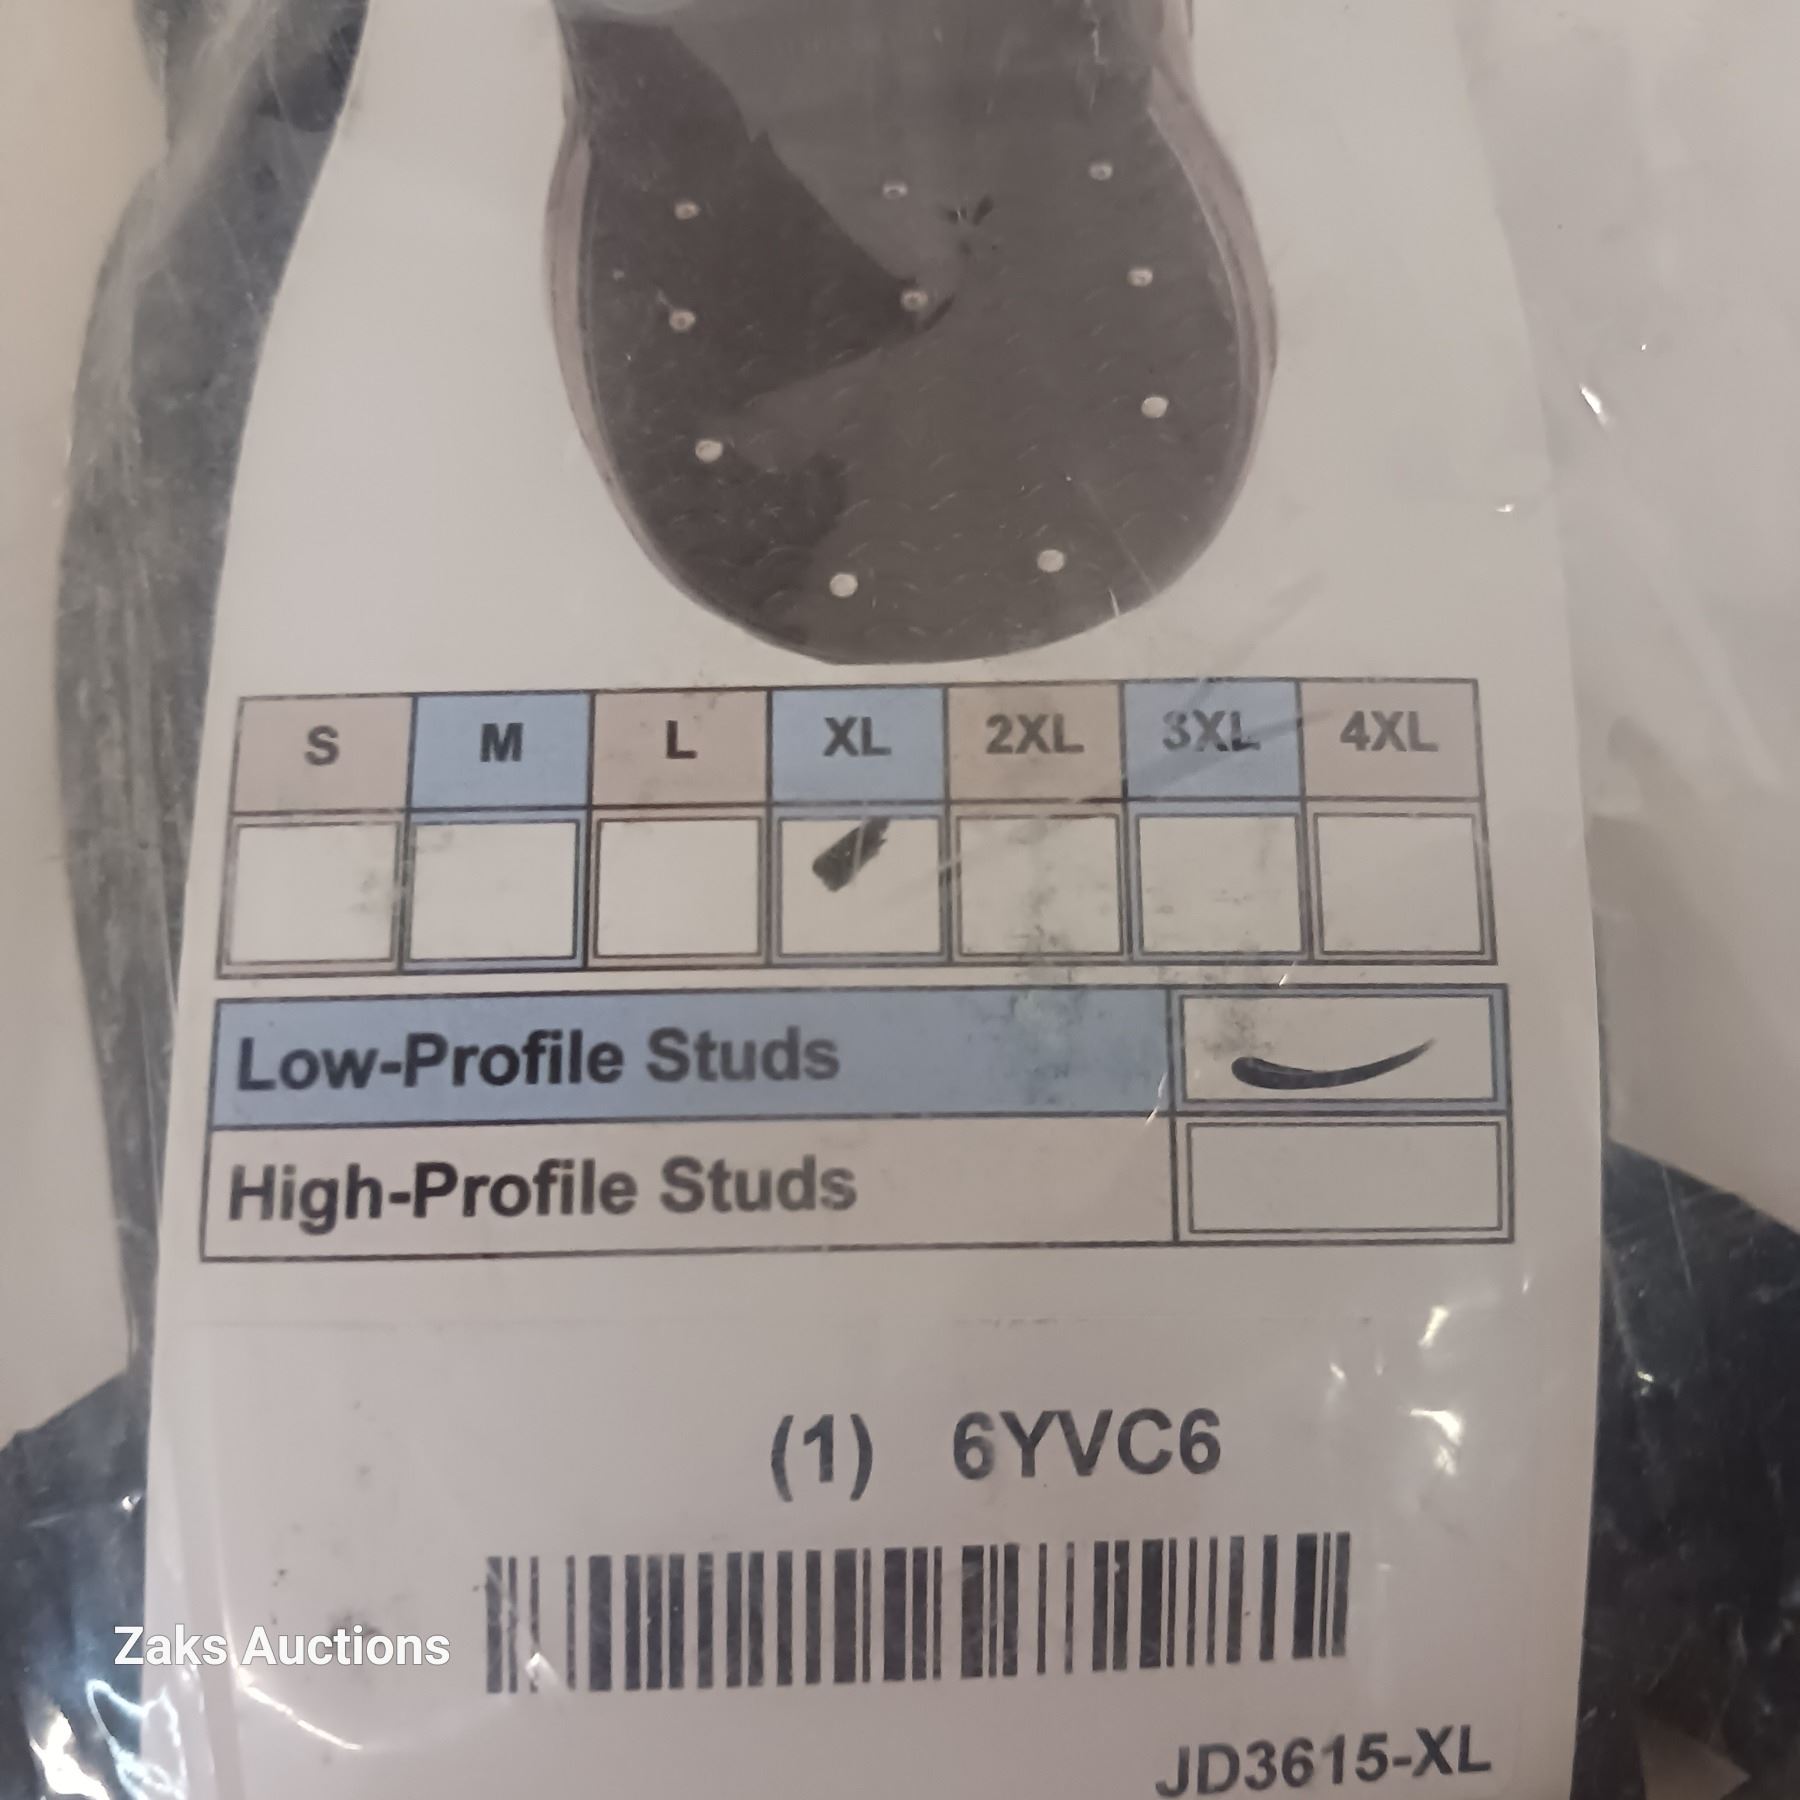 S M L XL 2XL 3XL 4XL
Low-Profile Studs
High-Profile Studs
(1) 6YVC6
Zaks Auctions
JD3615-XL